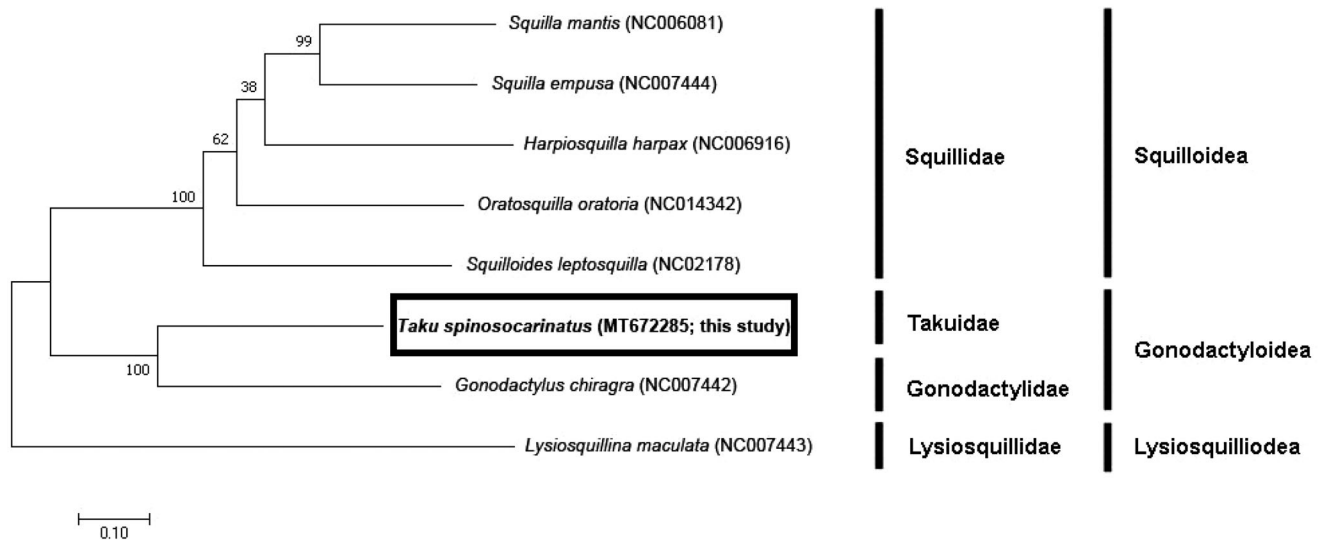 Squilla mantis (NC006081)
99
Squilla empusa (NC007444)
38
Harpiosquilla harpax (NC006916)
62
Squillidae
Squilloidea
100
Oratosquilla oratoria (NC014342)
Squilloides leptosquilla (NC02178)
Taku spinosocarinatus (MT672285; this study)
Takuidae
Gonodactyloidea
100
Gonodactylus chiragra (NC007442)
Gonodactylidae
Lysiosquillina maculata (NC007443)
Lysiosquillidae
Lysiosquilliodea
0.10